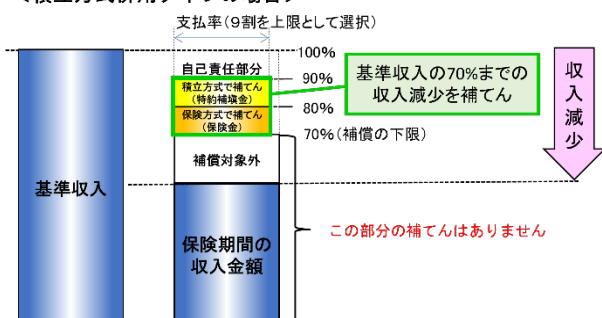 支払率(9割を上限として選択)
100%
自己責任部分
90%
積立方式で補てん
(特約補填金)
80%
保険方式で補てん
(保険金)
70%(補償の下限)
基準収入の70%までの
収入減少を補てん
収入減少
補償対象外
基準収入
保険期間の
収入金額
この部分の補てんはありません